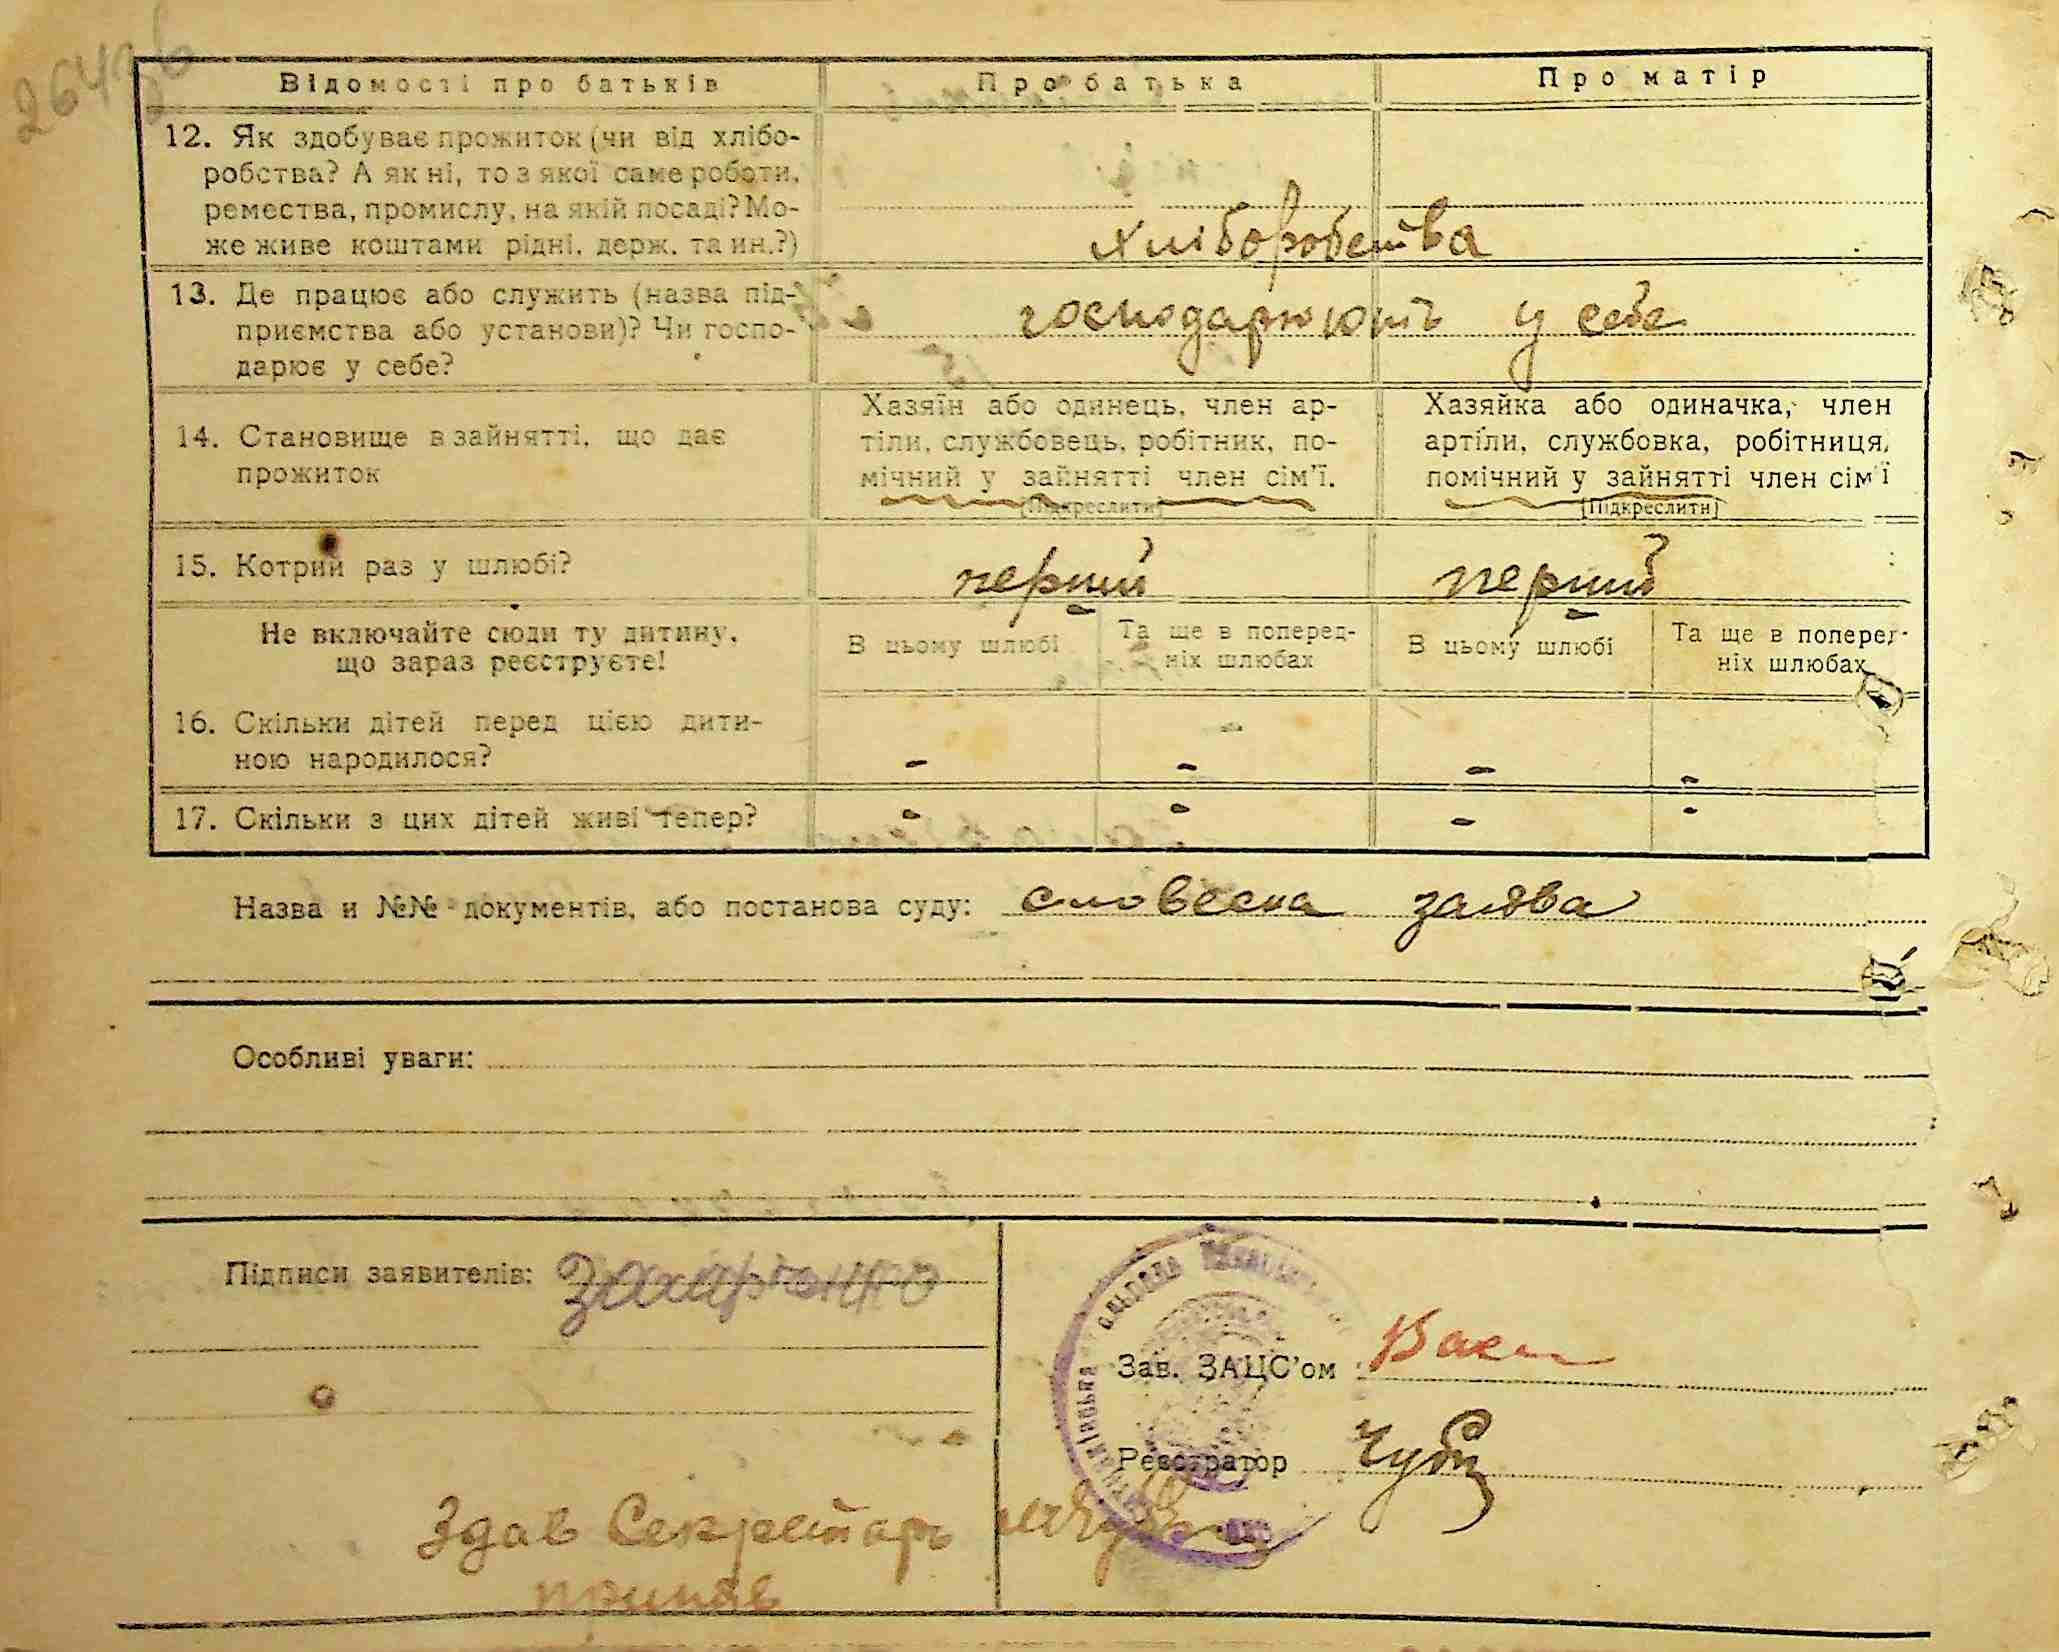 Відомості про батьків Про батька Про матір
12. Як здобуває прожиток (чи від хлібо-
робства? А як ні, то з якої саме роботи,
ремества, промислу, на якій посаді? Мо-
же живе коштами рідні, держ. та ин.?)
хліборобства
13. Де працює або служить (назва під-
приємства або установи)? Чи госпо-
дарює у себе?
господарюють у себе
14. Становище в зайнятті, що дає
прожиток
Хазяїн або одинець, член ар-
тіли, службовець, робітник, по-
мічний у зайнятті член сім'ї.
(Підкреслити)
Хазяйка або одиначка, член
артіли, службовка, робітниця,
помічний у зайнятті член сім'ї
(Підкреслити)
15. Котрий раз у шлюбі?
перший перший
Не включайте сюди ту дитину,
що зараз реєструєте!
В цьому шлюбі
Та ще в поперед-
ніх шлюбах
В цьому шлюбі
Та ще в поперед-
ніх шлюбах
16. Скільки дітей перед цією дити-
ною народилося?
- - - -
17. Скільки з цих дітей живі тепер?
- - - -
Назва и №№ документів, або постанова суду: словесна заява
Особливі уваги:
Підписи заявителів: Захарченко
Зав. ЗАЦС'ом
Реєстратор Чуб
Здав Секретарь
приняв